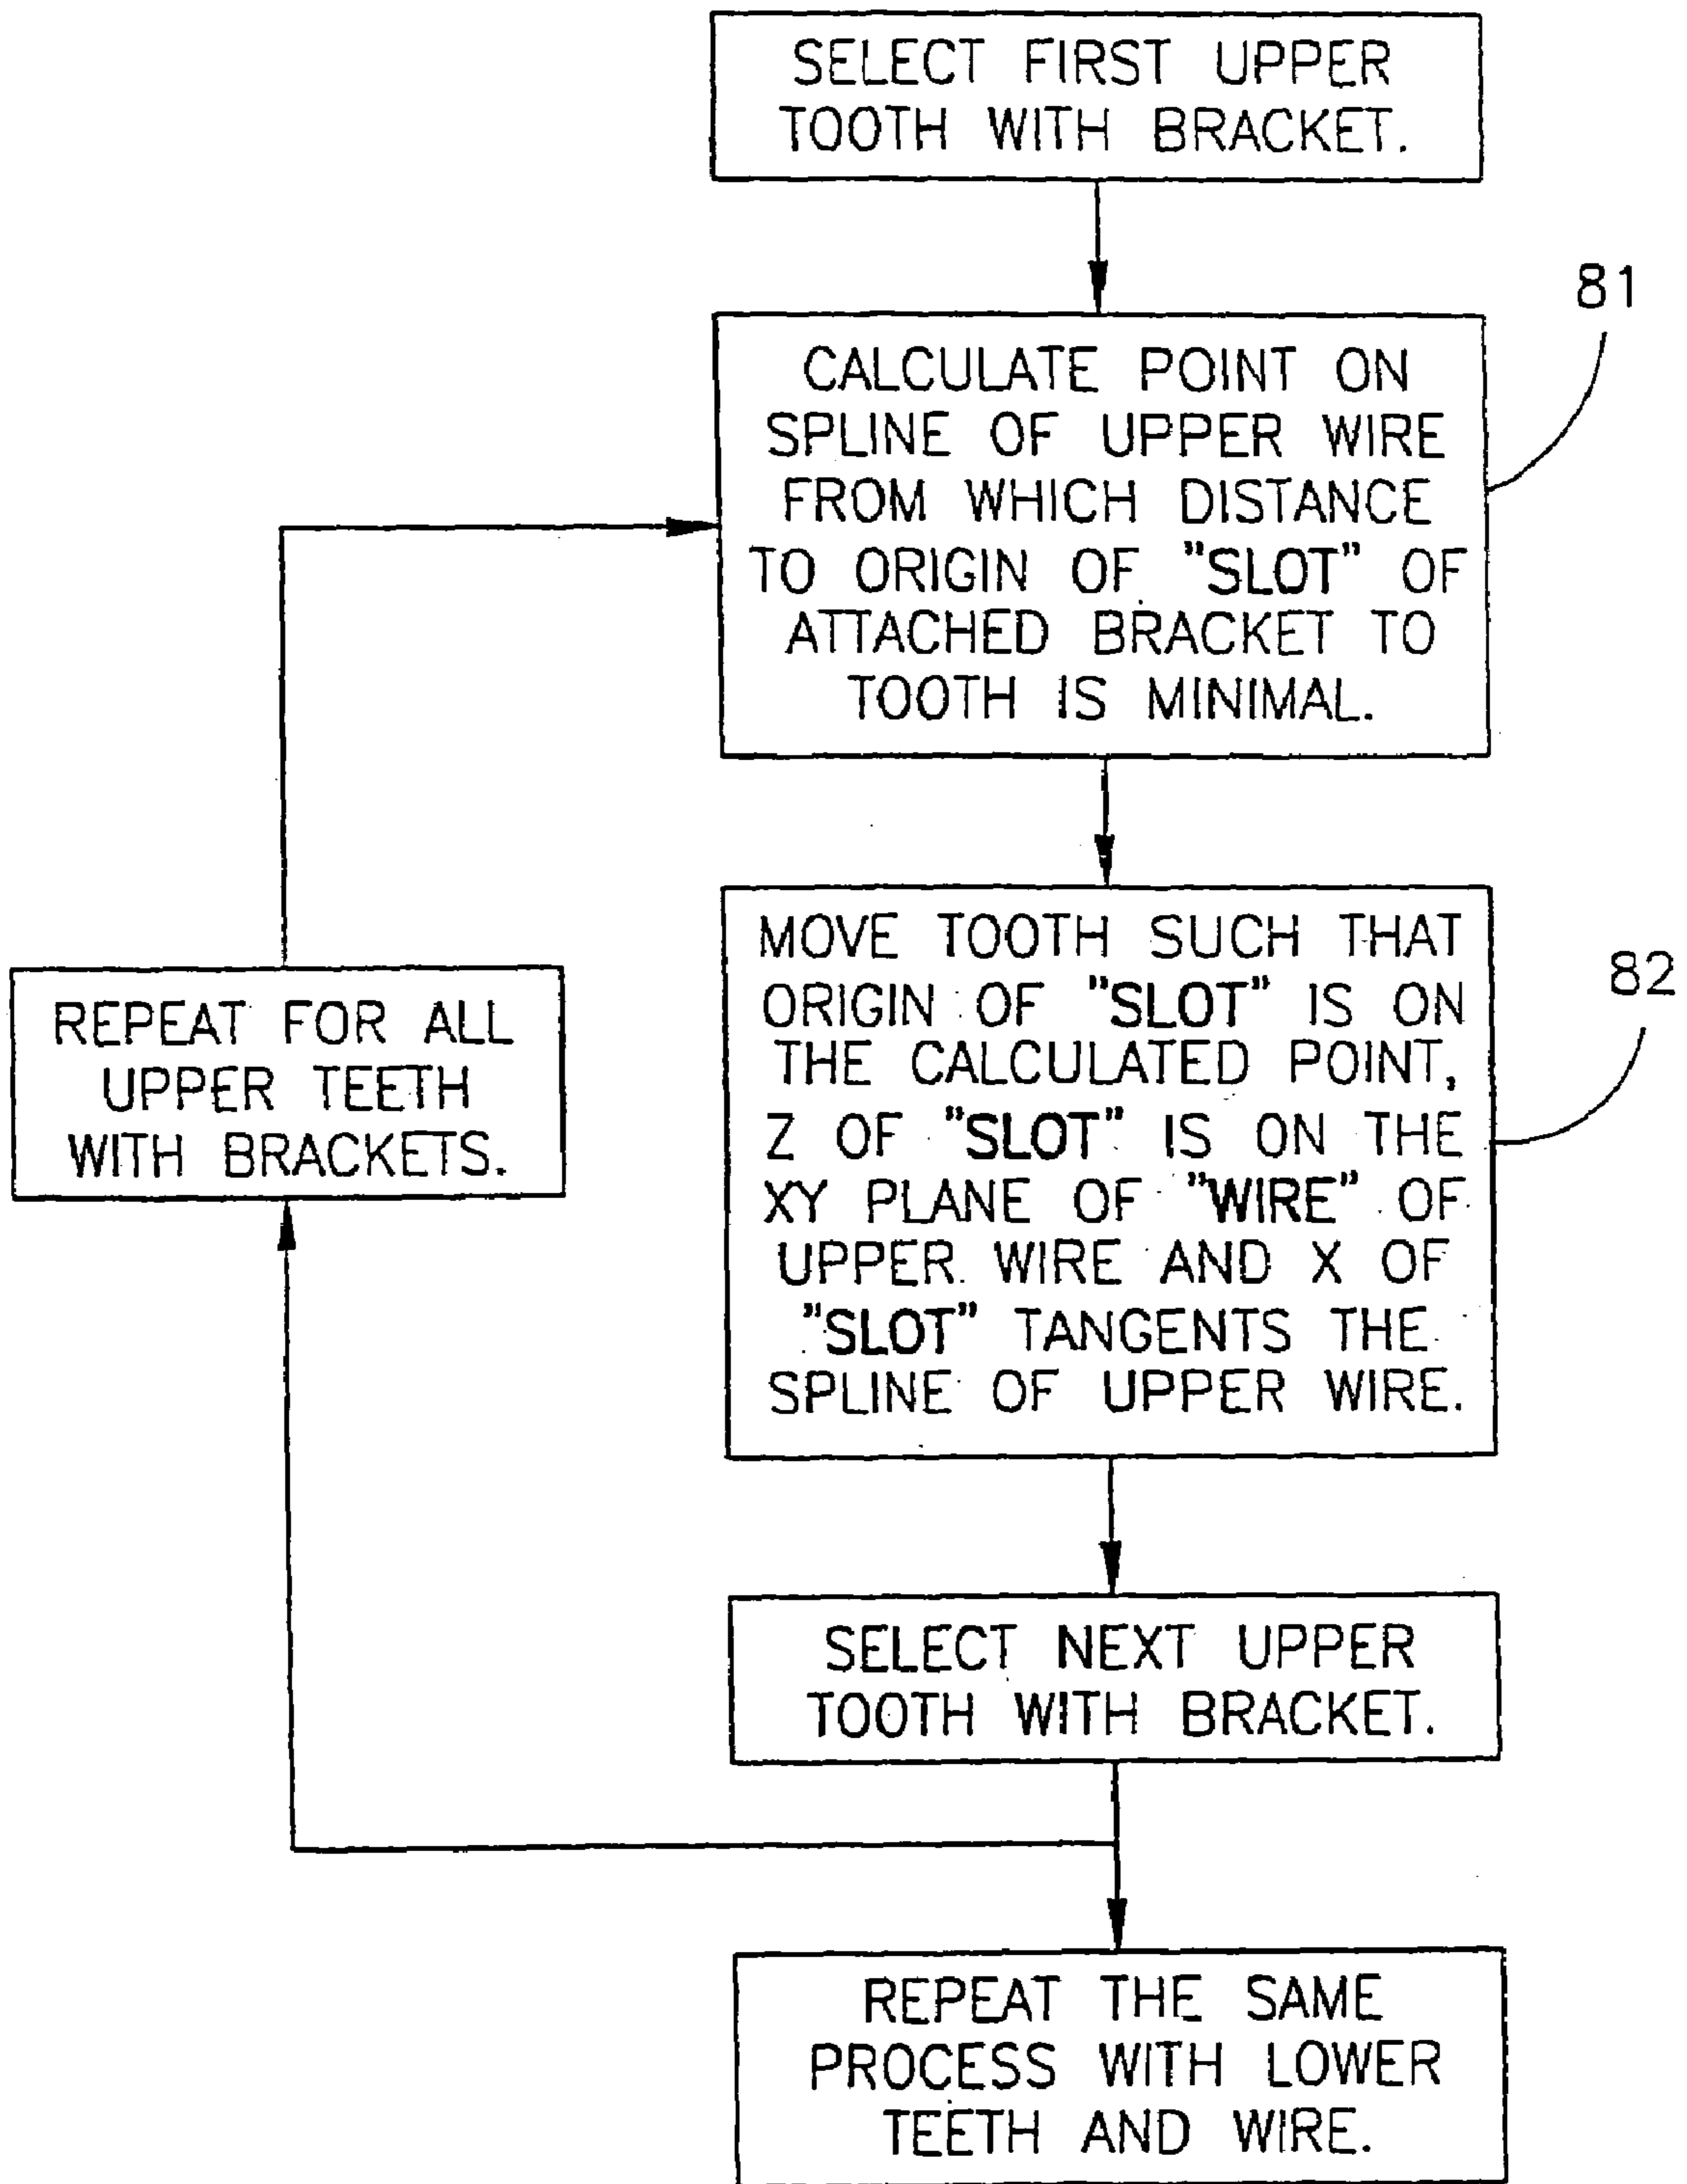 SELECT FIRST UPPER
TOOTH WITH BRACKET.
81
CALCULATE POINT ON
SPLINE OF UPPER WIRE
FROM WHICH DISTANCE
TO ORIGIN OF "SLOT" OF
ATTACHED BRACKET TO
TOOTH IS MINIMAL.
82
MOVE TOOTH SUCH THAT
ORIGIN OF "SLOT" IS ON
THE CALCULATED POINT,
Z OF "SLOT" IS ON THE
XY PLANE OF "WIRE" OF
UPPER WIRE AND X OF
"SLOT" TANGENTS THE
SPLINE OF UPPER WIRE.
REPEAT FOR ALL
UPPER TEETH
WITH BRACKETS.
SELECT NEXT UPPER
TOOTH WITH BRACKET.
REPEAT THE SAME
PROCESS WITH LOWER
TEETH AND WIRE.